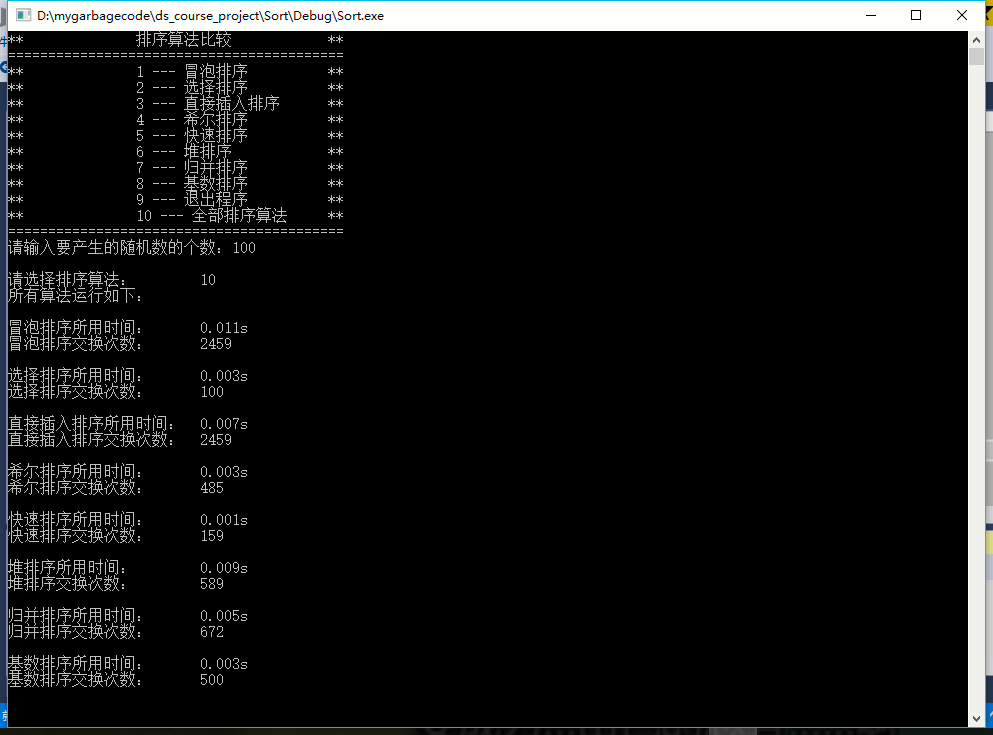 D:\mygarbagecode\ds_course_project\Sort\Debug\Sort.exe
** 排序算法比较 **
==========================================
** 1 --- 冒泡排序 **
** 2 --- 选择排序 **
** 3 --- 直接插入排序 **
** 4 --- 希尔排序 **
** 5 --- 快速排序 **
** 6 --- 堆排序 **
** 7 --- 归并排序 **
** 8 --- 基数排序 **
** 9 --- 退出程序 **
** 10 --- 全部排序算法 **
==========================================
请输入要产生的随机数的个数：100
请选择排序算法： 10
所有算法运行如下：
冒泡排序所用时间： 0.011s
冒泡排序交换次数： 2459
选择排序所用时间： 0.003s
选择排序交换次数： 100
直接插入排序所用时间： 0.007s
直接插入排序交换次数： 2459
希尔排序所用时间： 0.003s
希尔排序交换次数： 485
快速排序所用时间： 0.001s
快速排序交换次数： 159
堆排序所用时间： 0.009s
堆排序交换次数： 589
归并排序所用时间： 0.005s
归并排序交换次数： 672
基数排序所用时间： 0.003s
基数排序交换次数： 500